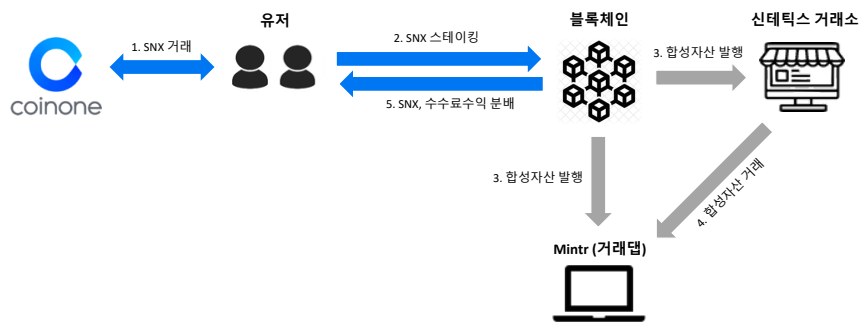 유저
블록체인
신테틱스 거래소
1. SNX 거래
2. SNX 스테이킹
3. 합성자산 발행
coinone
5. SNX, 수수료수익 분배
3. 합성자산 발행
4. 합성자산 거래
Mintr (거래댑)